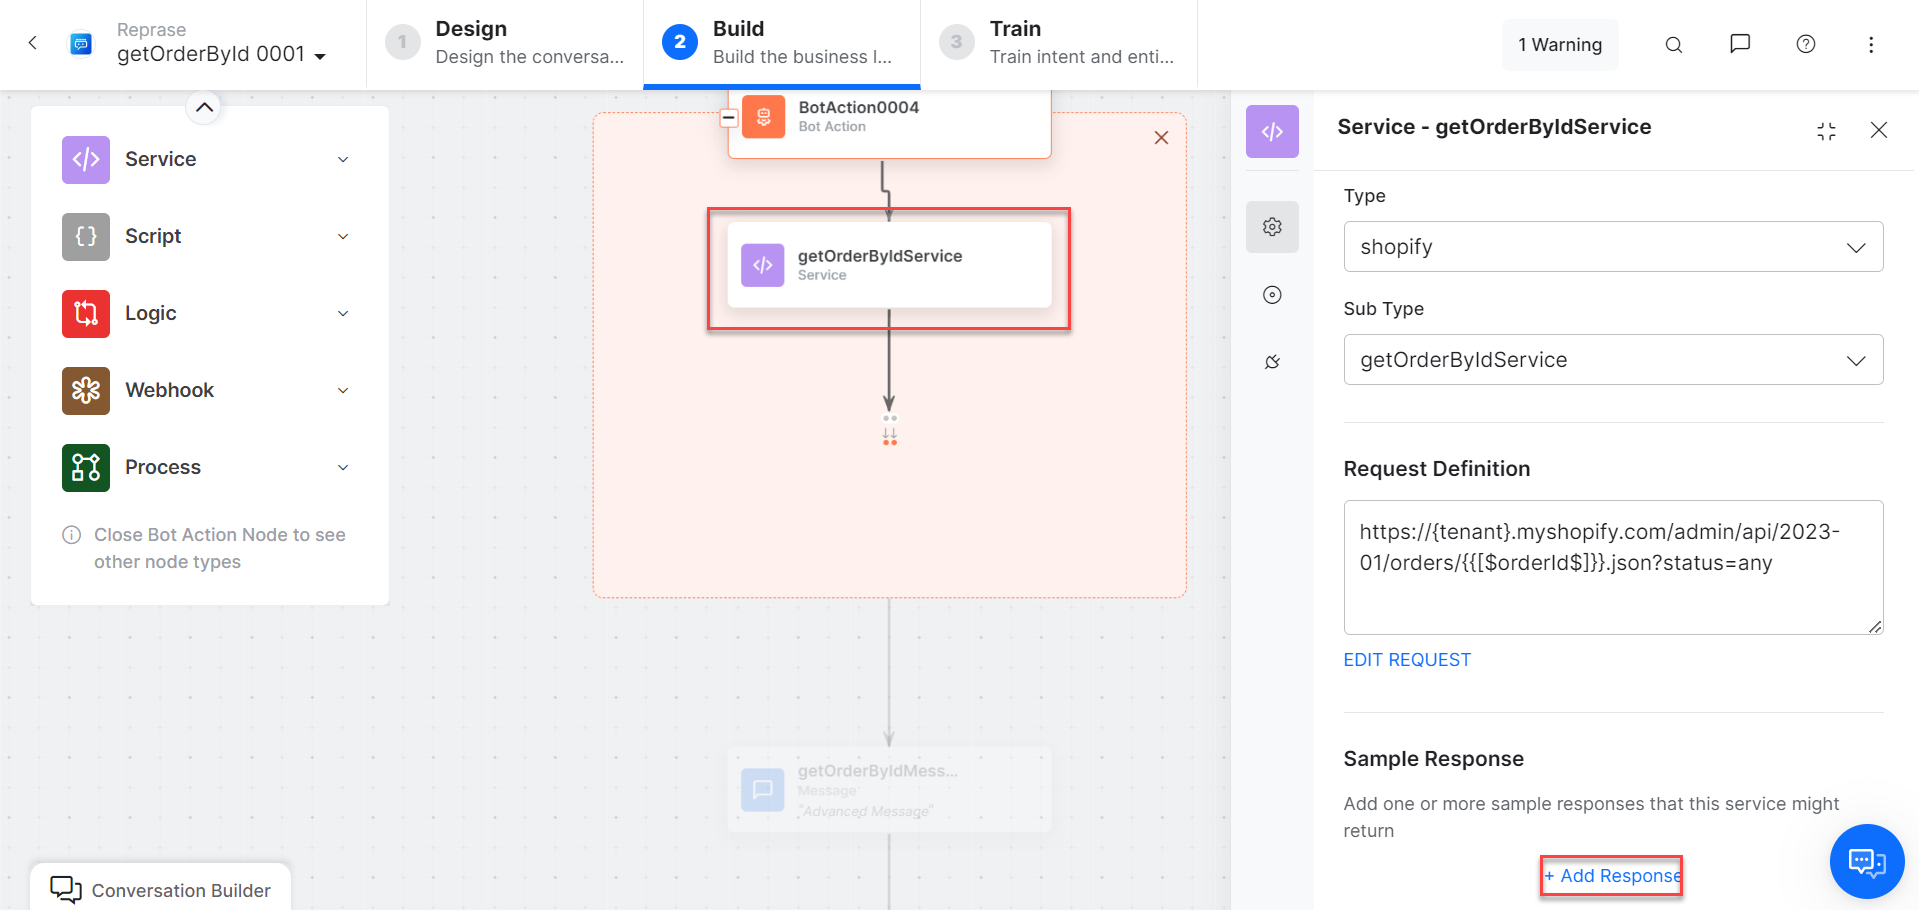 Reprase
getOrderById 0001
1
Design
Design the conversa...
2
Build
Build the business l...
3
Train
Train intent and enti...
1 Warning
Service
Script
Logic
Webhook
Process
Close Bot Action Node to see
other node types
BotAction0004
Bot Action
getOrderByIdService
Service
getOrderByIdMess...
Message
"Advanced Message"
Conversation Builder
Service - getOrderByIdService
Type
shopify
Sub Type
getOrderByIdService
Request Definition
https://{tenant}.myshopify.com/admin/api/2023-
01/orders/{{[$orderId$]}}.json?status=any
EDIT REQUEST
Sample Response
Add one or more sample responses that this service might
return
+ Add Response